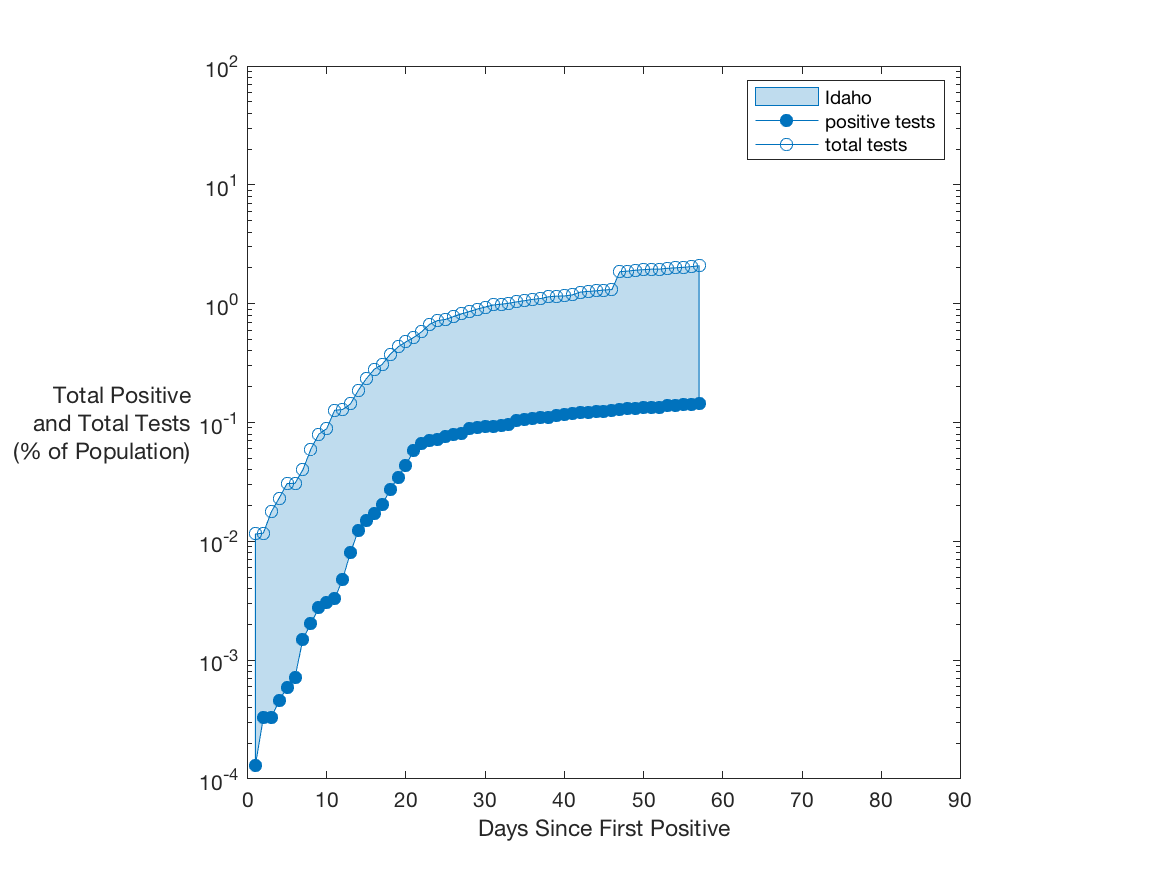 10^2
10^1
10^0
10^-1
10^-2
10^-3
10^-4
Total Positive
and Total Tests
(% of Population)
0 10 20 30 40 50 60 70 80 90
Days Since First Positive
Idaho
positive tests
total tests